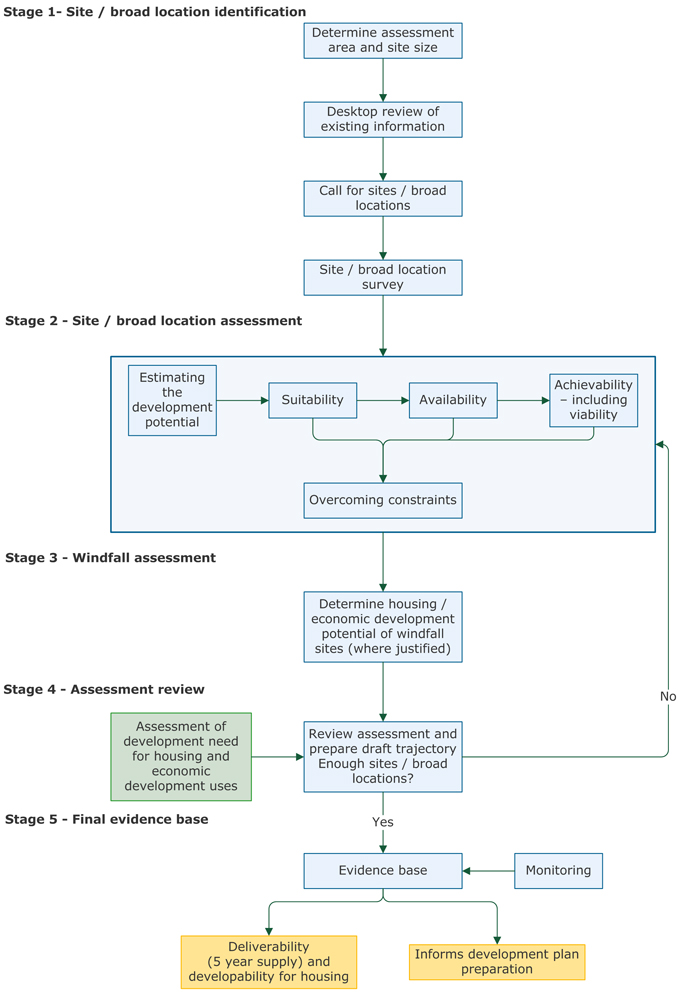 Stage 1- Site / broad location identification
Determine assessment
area and site size
Desktop review of
existing information
Call for sites / broad
locations
Site / broad location
survey
Stage 2 - Site / broad location assessment
Estimating
the
development
potential
Suitability
Availability
Achievability
– including
viability
Overcoming constraints
Stage 3 - Windfall assessment
Determine housing /
economic development
potential of windfall
sites (where justified)
Stage 4 - Assessment review
Assessment of
development need
for housing and
economic
development uses
Review assessment and
prepare draft trajectory
Enough sites / broad
locations?
No
Yes
Stage 5 - Final evidence base
Evidence base
Monitoring
Deliverability
(5 year supply) and
developability for housing
Informs development plan
preparation